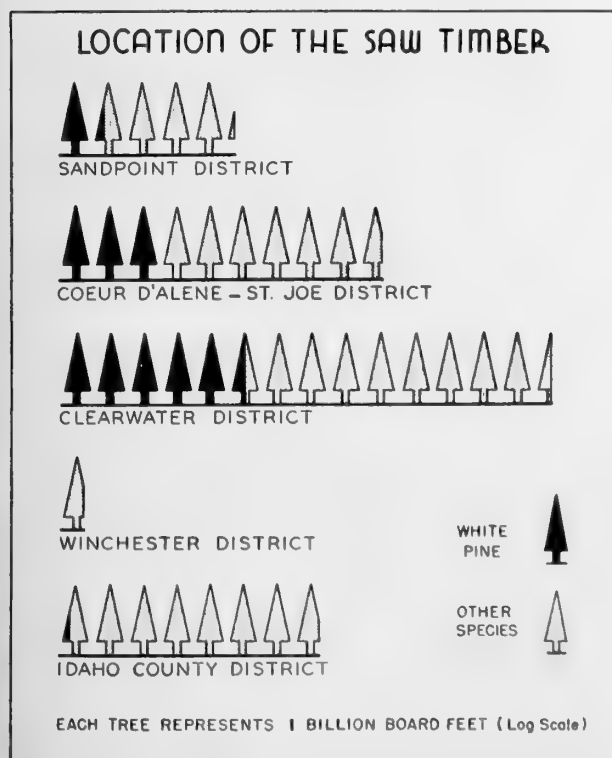 LOCATION OF THE SAW TIMBER
SANDPOINT DISTRICT
COEUR D'ALENE – ST. JOE DISTRICT
CLEARWATER DISTRICT
WINCHESTER DISTRICT
WHITE
PINE
OTHER
SPECIES
IDAHO COUNTY DISTRICT
EACH TREE REPRESENTS 1 BILLION BOARD FEET (Log Scale)